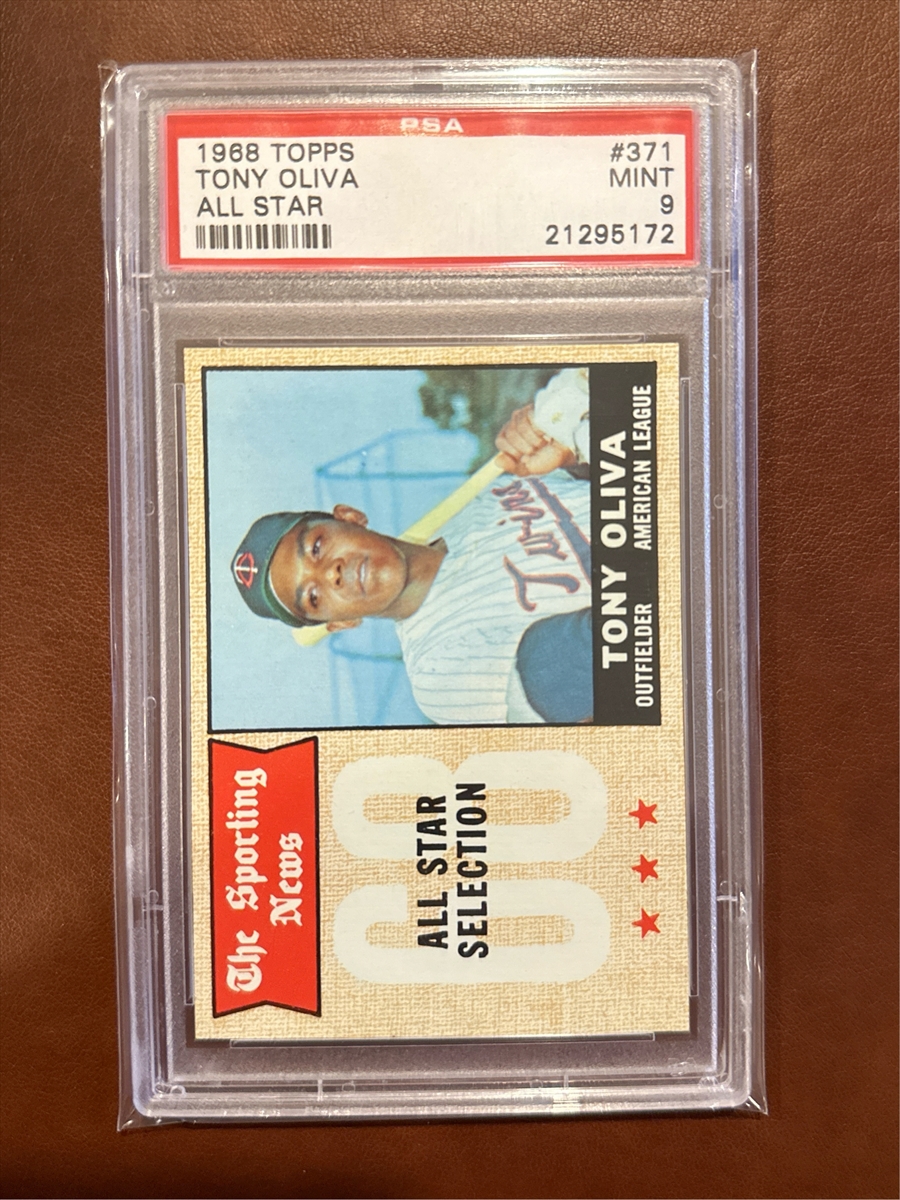 PSA
1968 TOPPS #371
TONY OLIVA MINT
ALL STAR 9
21295172
The Sporting
News
68
ALL STAR
SELECTION
Twins
TC
TONY OLIVA
OUTFIELDER AMERICAN LEAGUE